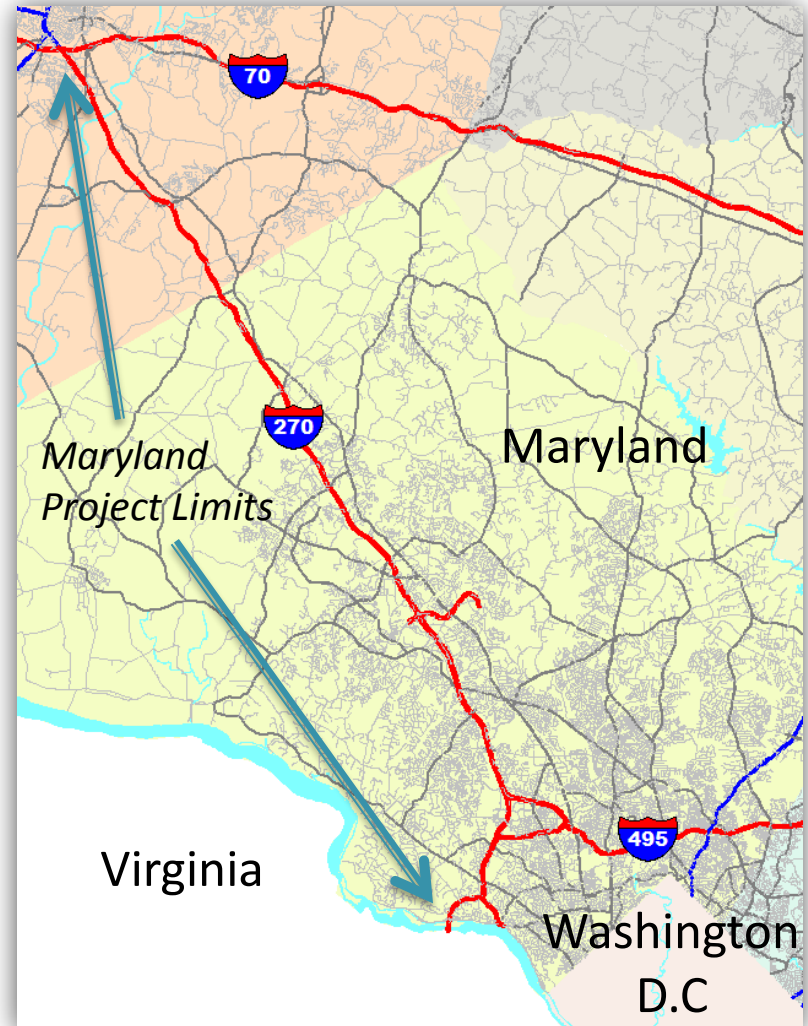 70
270
Maryland
Maryland
Project Limits
495
Virginia
Washington
D.C